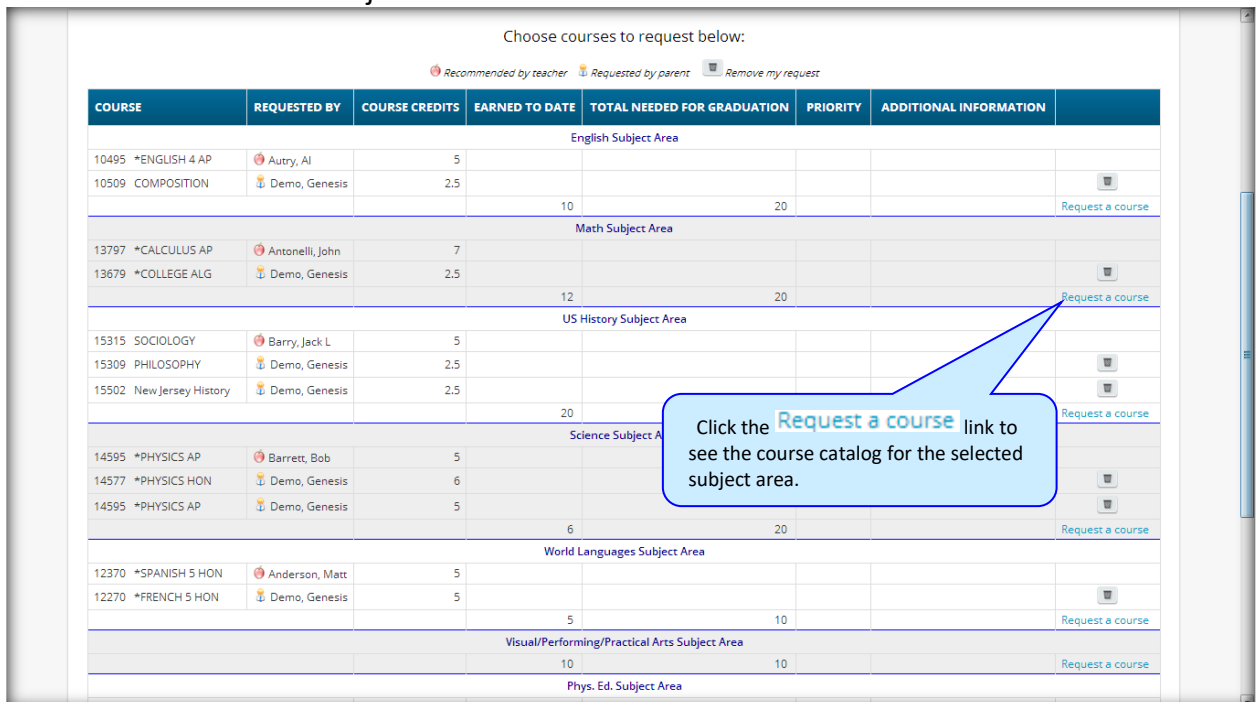 Choose courses to request below:
Recommended by teacher Requested by parent Remove my request
COURSE REQUESTED BY COURSE CREDITS EARNED TO DATE TOTAL NEEDED FOR GRADUATION PRIORITY ADDITIONAL INFORMATION
English Subject Area
10495 *ENGLISH 4 AP Autry, Al 5
10509 COMPOSITION Demo, Genesis 2.5
10 20 Request a course
Math Subject Area
13797 *CALCULUS AP Antonelli, John 7
13679 *COLLEGE ALG Demo, Genesis 2.5
12 20 Request a course
US History Subject Area
15315 SOCIOLOGY Barry, Jack L 5
15309 PHILOSOPHY Demo, Genesis 2.5
15502 New Jersey History Demo, Genesis 2.5
20 Request a course
Click the Request a course link to
see the course catalog for the selected
subject area.
Science Subject A
14595 *PHYSICS AP Barrett, Bob 5
14577 *PHYSICS HON Demo, Genesis 6
14595 *PHYSICS AP Demo, Genesis 5
6 20 Request a course
World Languages Subject Area
12370 *SPANISH 5 HON Anderson, Matt 5
12270 *FRENCH 5 HON Demo, Genesis 5
5 10 Request a course
Visual/Performing/Practical Arts Subject Area
10 10 Request a course
Phys. Ed. Subject Area